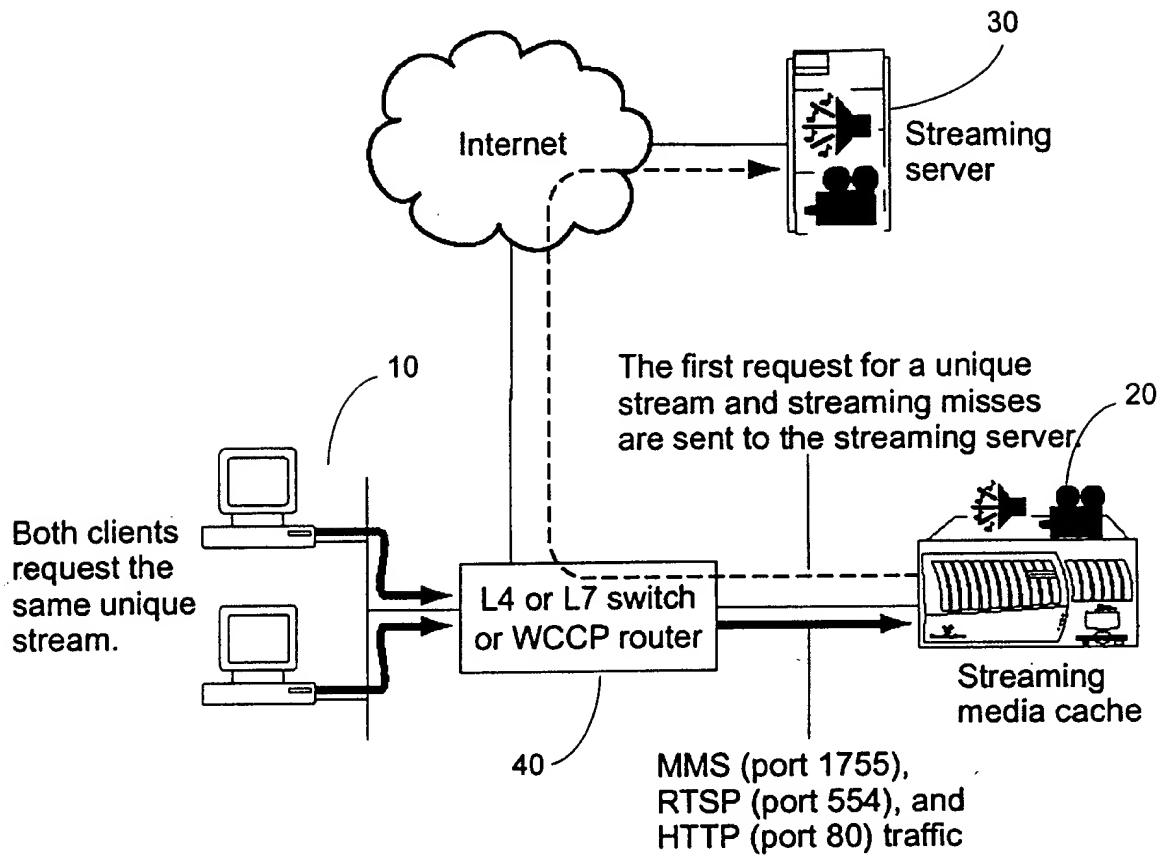 30
Internet
Streaming
server
10
The first request for a unique
stream and streaming misses
are sent to the streaming server.
20
Both clients
request the
same unique
stream.
L4 or L7 switch
or WCCP router
Streaming
media cache
40
MMS (port 1755),
RTSP (port 554), and
HTTP (port 80) traffic